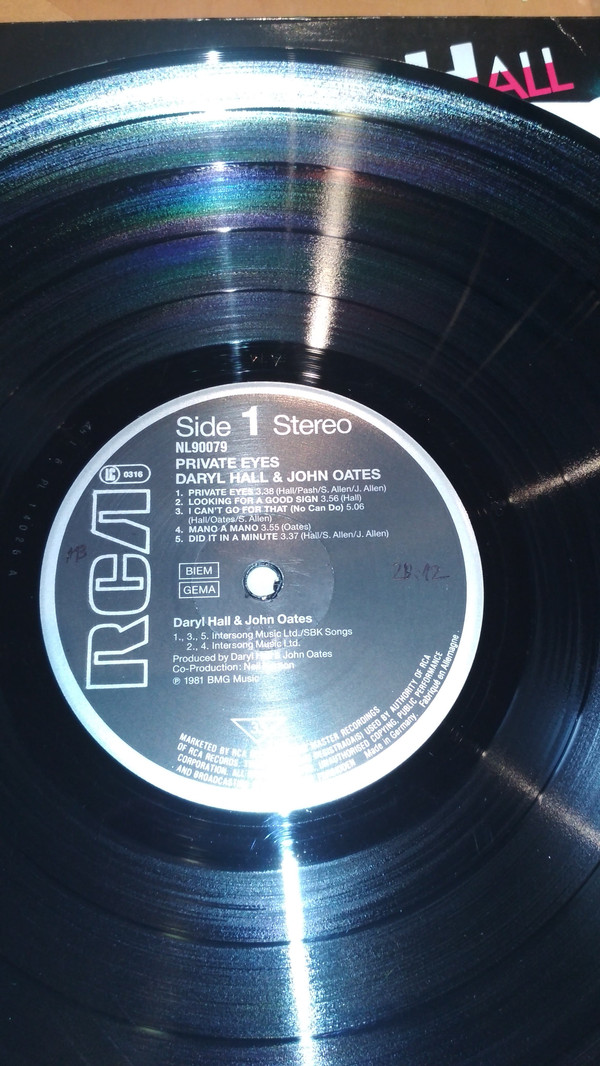 HALL
Side 1 Stereo
NL90079
PRIVATE EYES
DARYL HALL & JOHN OATES
LC 0316
1. PRIVATE EYES 3.38 (Hall/Pash/S. Allen/J. Allen)
2. LOOKING FOR A GOOD SIGN 3.56 (Hall)
3. I CAN'T GO FOR THAT (No Can Do) 5.06
(Hall/Oates/S. Allen)
4. MANO A MANO 3.55 (Oates)
5. DID IT IN A MINUTE 3.37 (Hall/S. Allen/J. Allen)
RCA
BIEM
GEMA
Daryl Hall & John Oates
1., 3., 5. Intersong Music Ltd./SBK Songs
2., 4. Intersong Music Ltd.
Produced by Daryl Hall & John Oates
Co-Production:
℗ 1981 BMG Music
MARKETED BY RCA MASTER RECORDINGS
OF RCA RECORDS. REGISTRADA(S) USED BY AUTHORITY OF RCA
CORPORATION. ALL UNAUTHORISED COPYING, PUBLIC PERFORMANCE
AND BROADCASTING Made in Germany. Fabriqué en Allemagne.